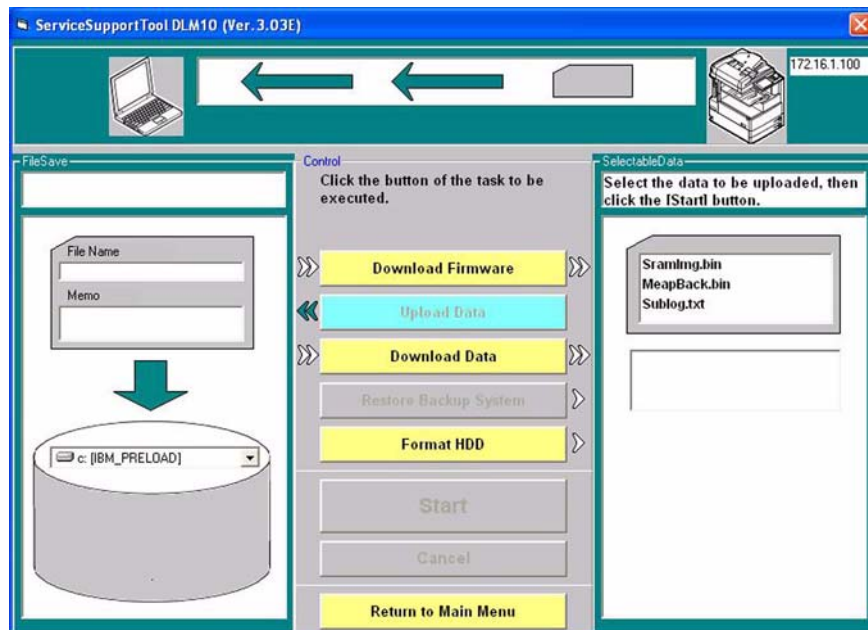 ServiceSupportTool DLM10 (Ver.3.03E)
172.16.1.100
FileSave
File Name
Memo
c: [IBM_PRELOAD]
Control
Click the button of the task to be
executed.
Download Firmware
Upload Data
Download Data
Restore Backup System
Format HDD
Start
Cancel
Return to Main Menu
SelectableData
Select the data to be uploaded, then
click the [Start] button.
SramImg.bin
MeapBack.bin
Sublog.txt